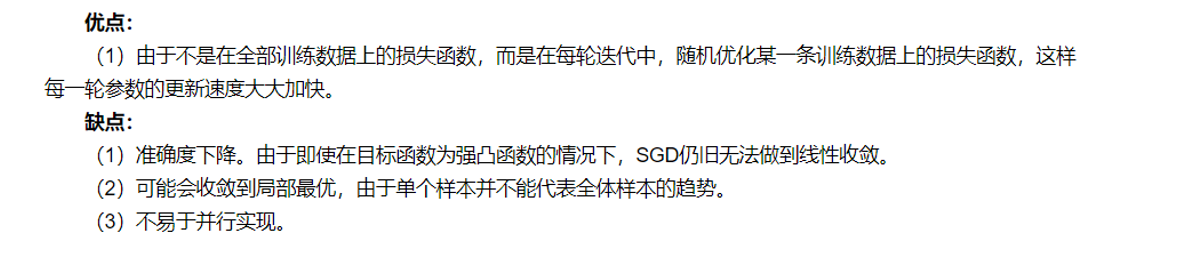 优点:
（1）由于不是在全部训练数据上的损失函数，而是在每轮迭代中，随机优化某一条训练数据上的损失函数，这样
每一轮参数的更新速度大大加快。
缺点:
（1）准确度下降。由于即使在目标函数为强凸函数的情况下，SGD仍旧无法做到线性收敛。
（2）可能会收敛到局部最优，由于单个样本并不能代表全体样本的趋势。
（3）不易于并行实现。